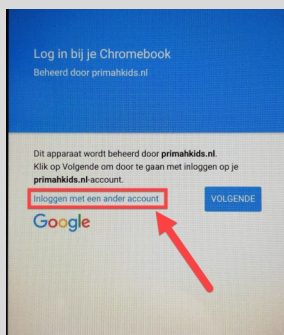 Log in bij je Chromebook
Beheerd door primahkids.nl
Dit apparaat wordt beheerd door primahkids.nl.
Klik op Volgende om door te gaan met inloggen op je
primahkids.nl-account.
Inloggen met een ander account
VOLGENDE
Google